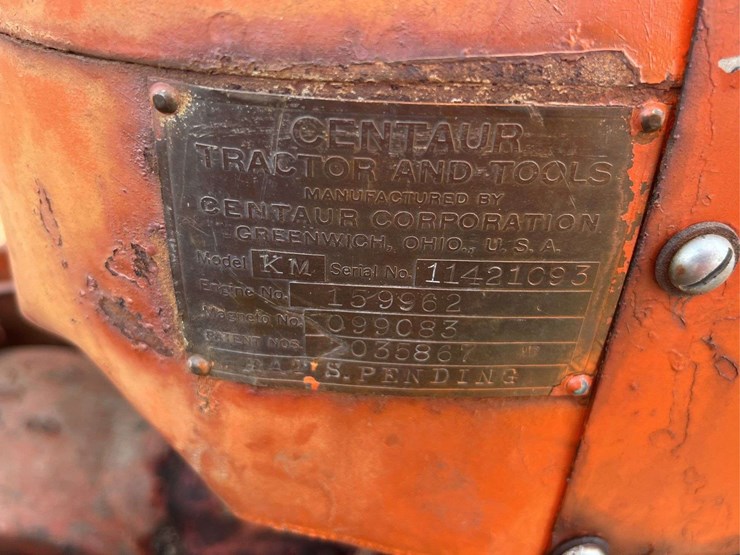 CENTAUR
TRACTOR AND TOOLS
MANUFACTURED BY
CENTAUR CORPORATION
GREENWICH, OHIO., U. S. A.
Model KM Serial No. 11421093
Engine No. 159962
Magneto No. 099083
PATENT NOS. 2035867
PAT'S. PENDING